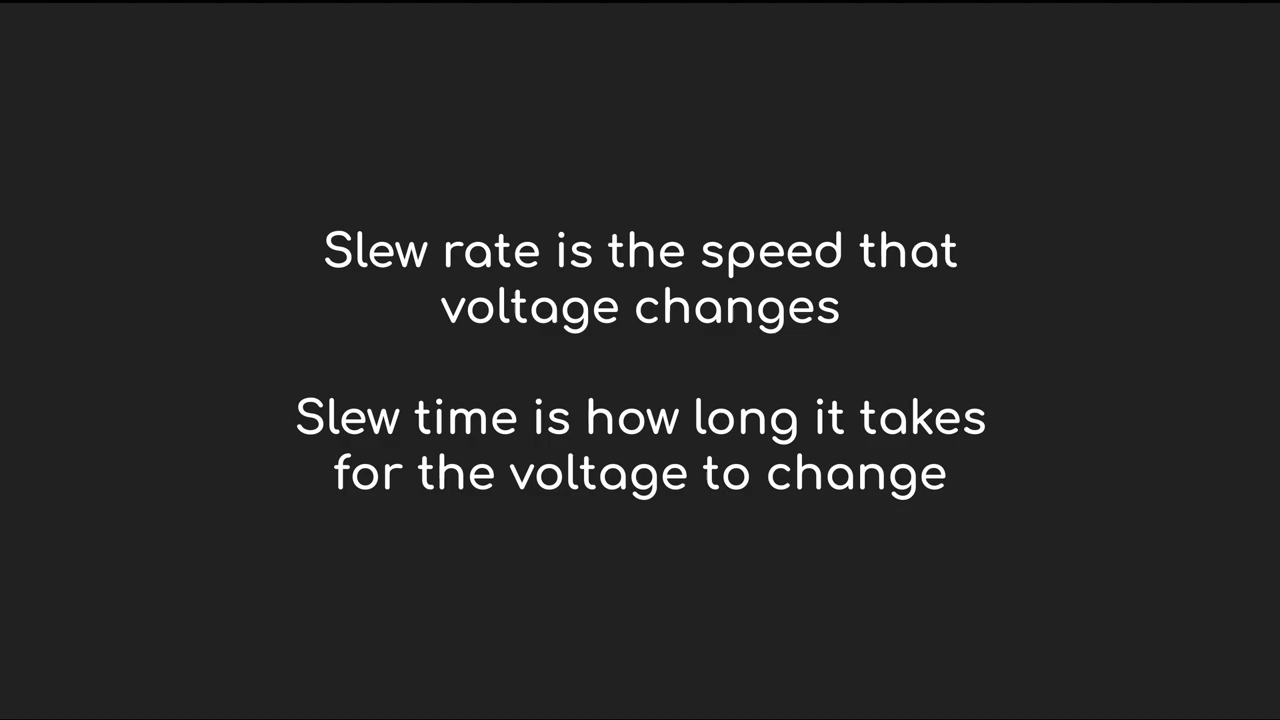 Slew rate is the speed that
voltage changes
Slew time is how long it takes
for the voltage to change